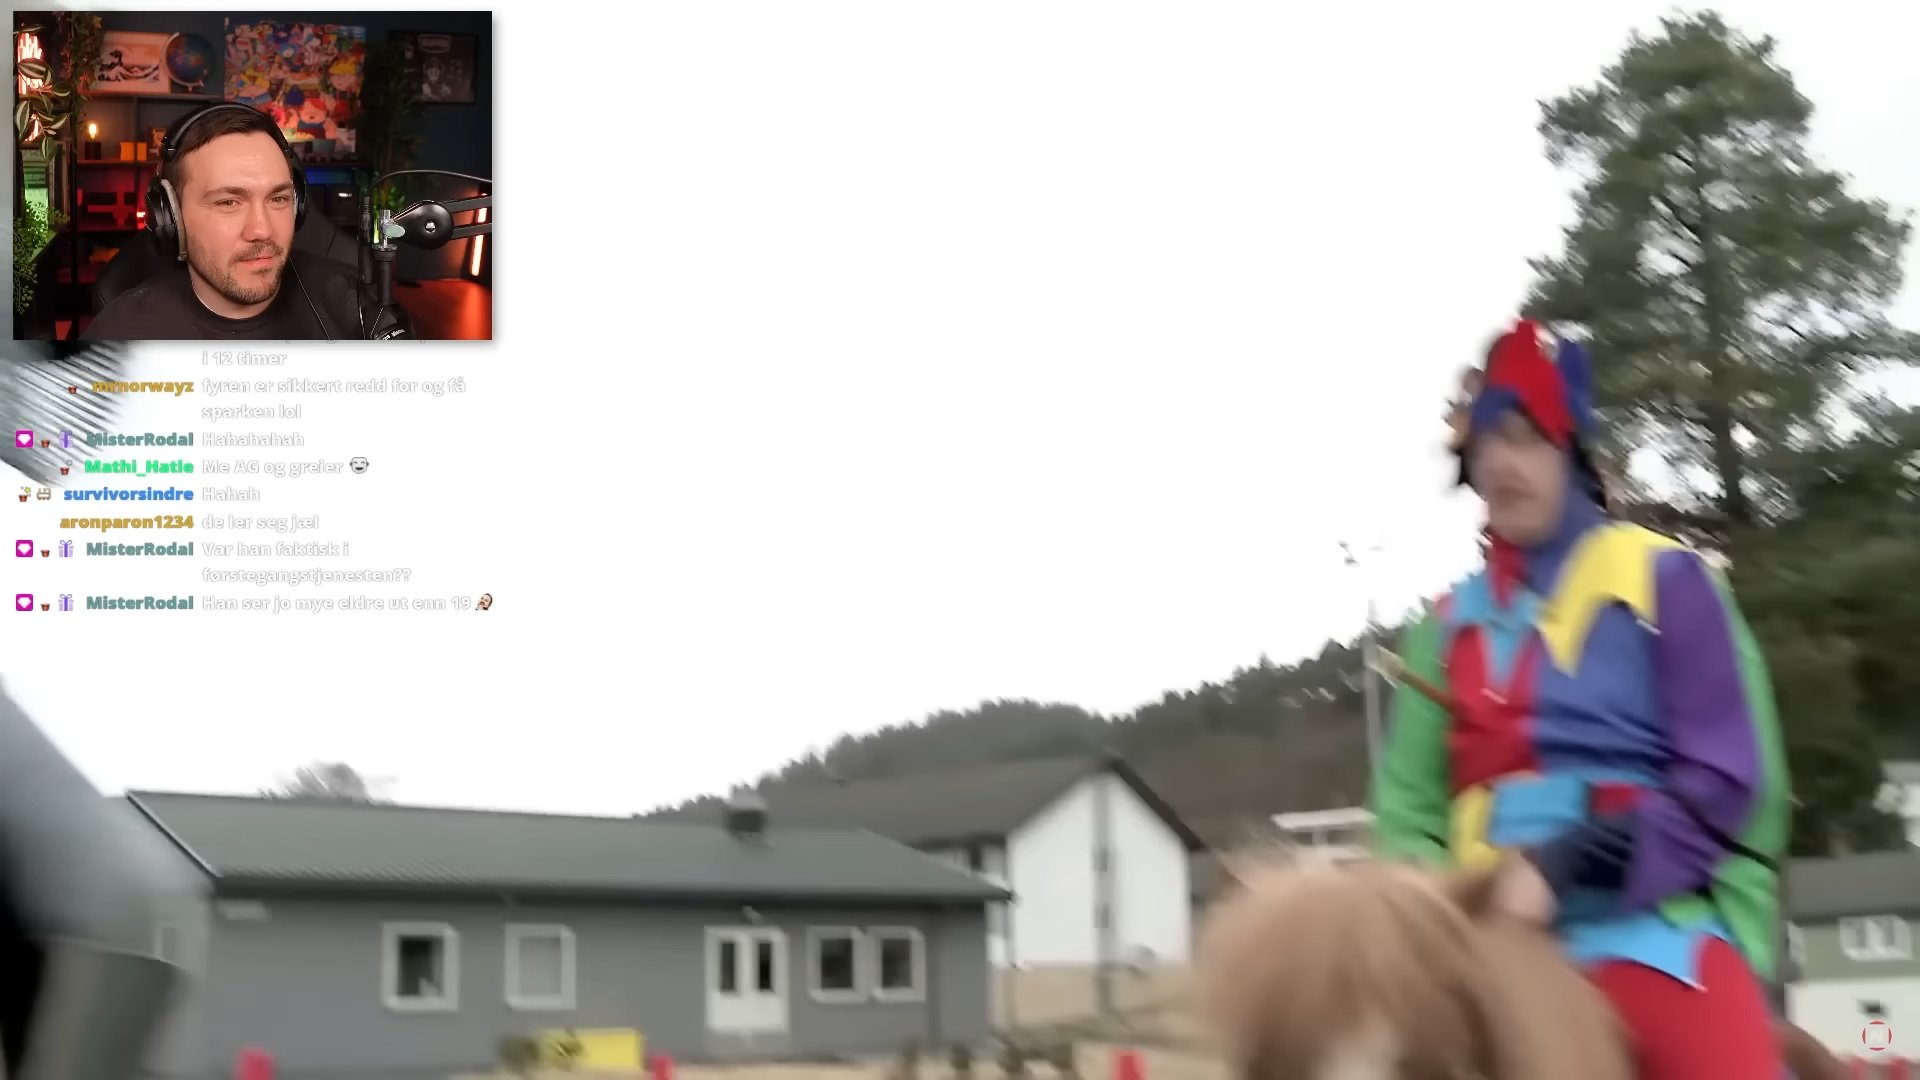 i 12 timer
mrnorwayz fyren er sikkert redd for og få
sparken lol
MisterRodal Hahahahah
Mathi_Hatle Me AG og greier
survivorsindre Hahah
aronparon1234 de ler seg jæl
MisterRodal Var han faktisk i
førstegangstjenesten??
MisterRodal Han ser jo mye eldre ut enn 19